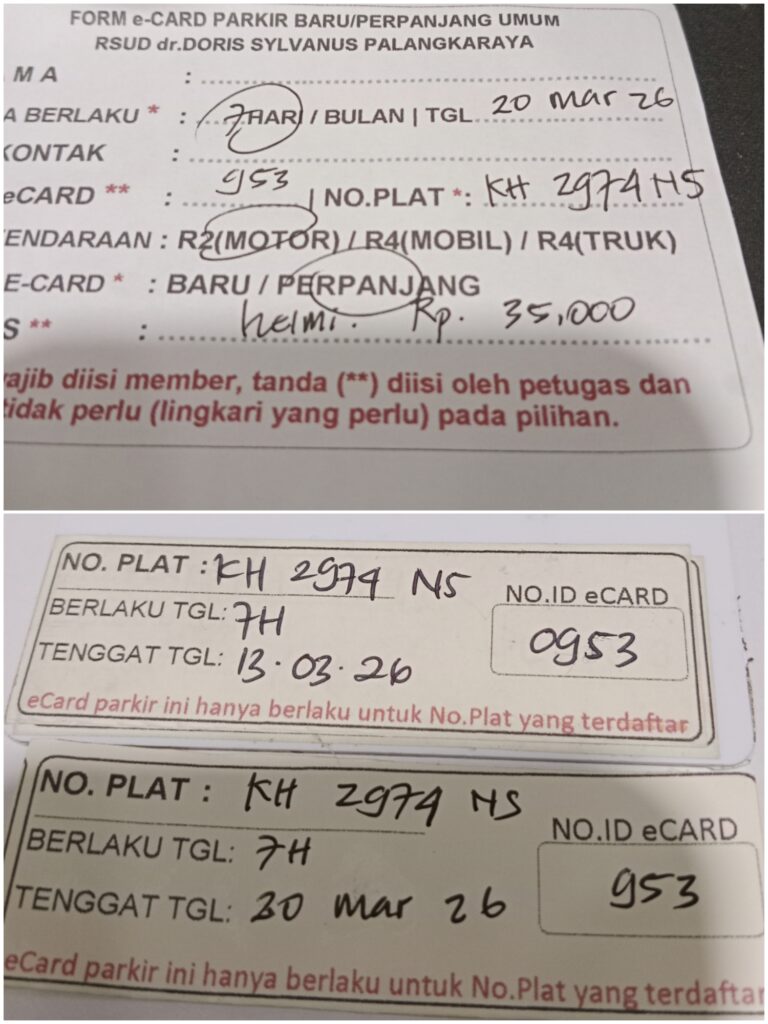 FORM e-CARD PARKIR BARU/PERPANJANG UMUM
RSUD dr.DORIS SYLVANUS PALANGKARAYA
M A :
A BERLAKU * : 7 HARI / BULAN | TGL 20 Mar 26
KONTAK :
eCARD ** : 953 | NO.PLAT *: KH 2974 NS
ENDARAAN : R2(MOTOR) / R4(MOBIL) / R4(TRUK)
E-CARD * : BARU / PERPANJANG
S ** : helmi. Rp. 35,000
ajib diisi member, tanda (**) diisi oleh petugas dan
tidak perlu (lingkari yang perlu) pada pilihan.
NO. PLAT : KH 2974 NS
NO.ID eCARD
BERLAKU TGL: 7H
0953
TENGGAT TGL: 13.03.26
eCard parkir ini hanya berlaku untuk No.Plat yang terdaftar
NO. PLAT : KH 2974 NS
NO.ID eCARD
BERLAKU TGL: 7H
953
TENGGAT TGL: 20 Mar 26
eCard parkir ini hanya berlaku untuk No.Plat yang terdaftar